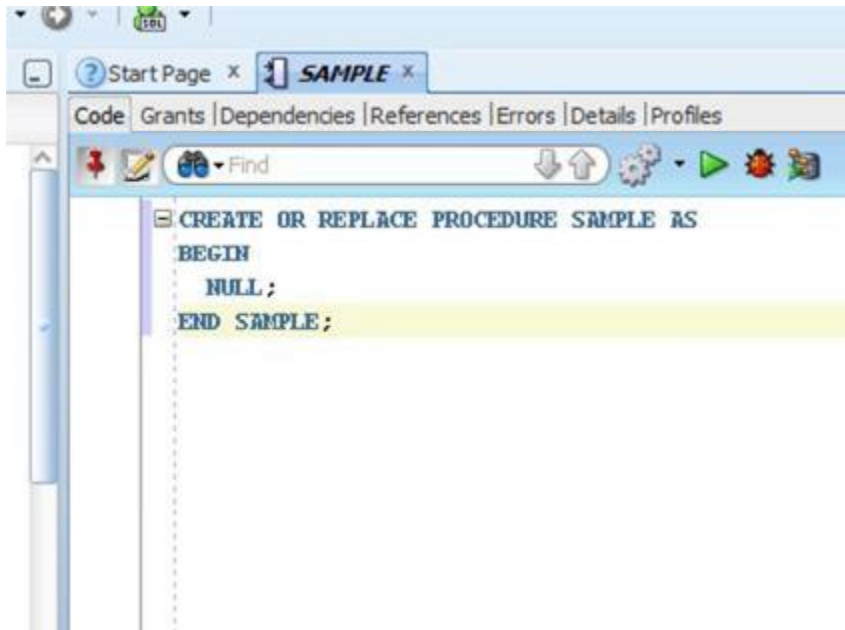 SQL
Start Page x SAMPLE x
Code Grants |Dependencies |References |Errors |Details |Profiles
Find
CREATE OR REPLACE PROCEDURE SAMPLE AS
BEGIN
NULL;
END SAMPLE;